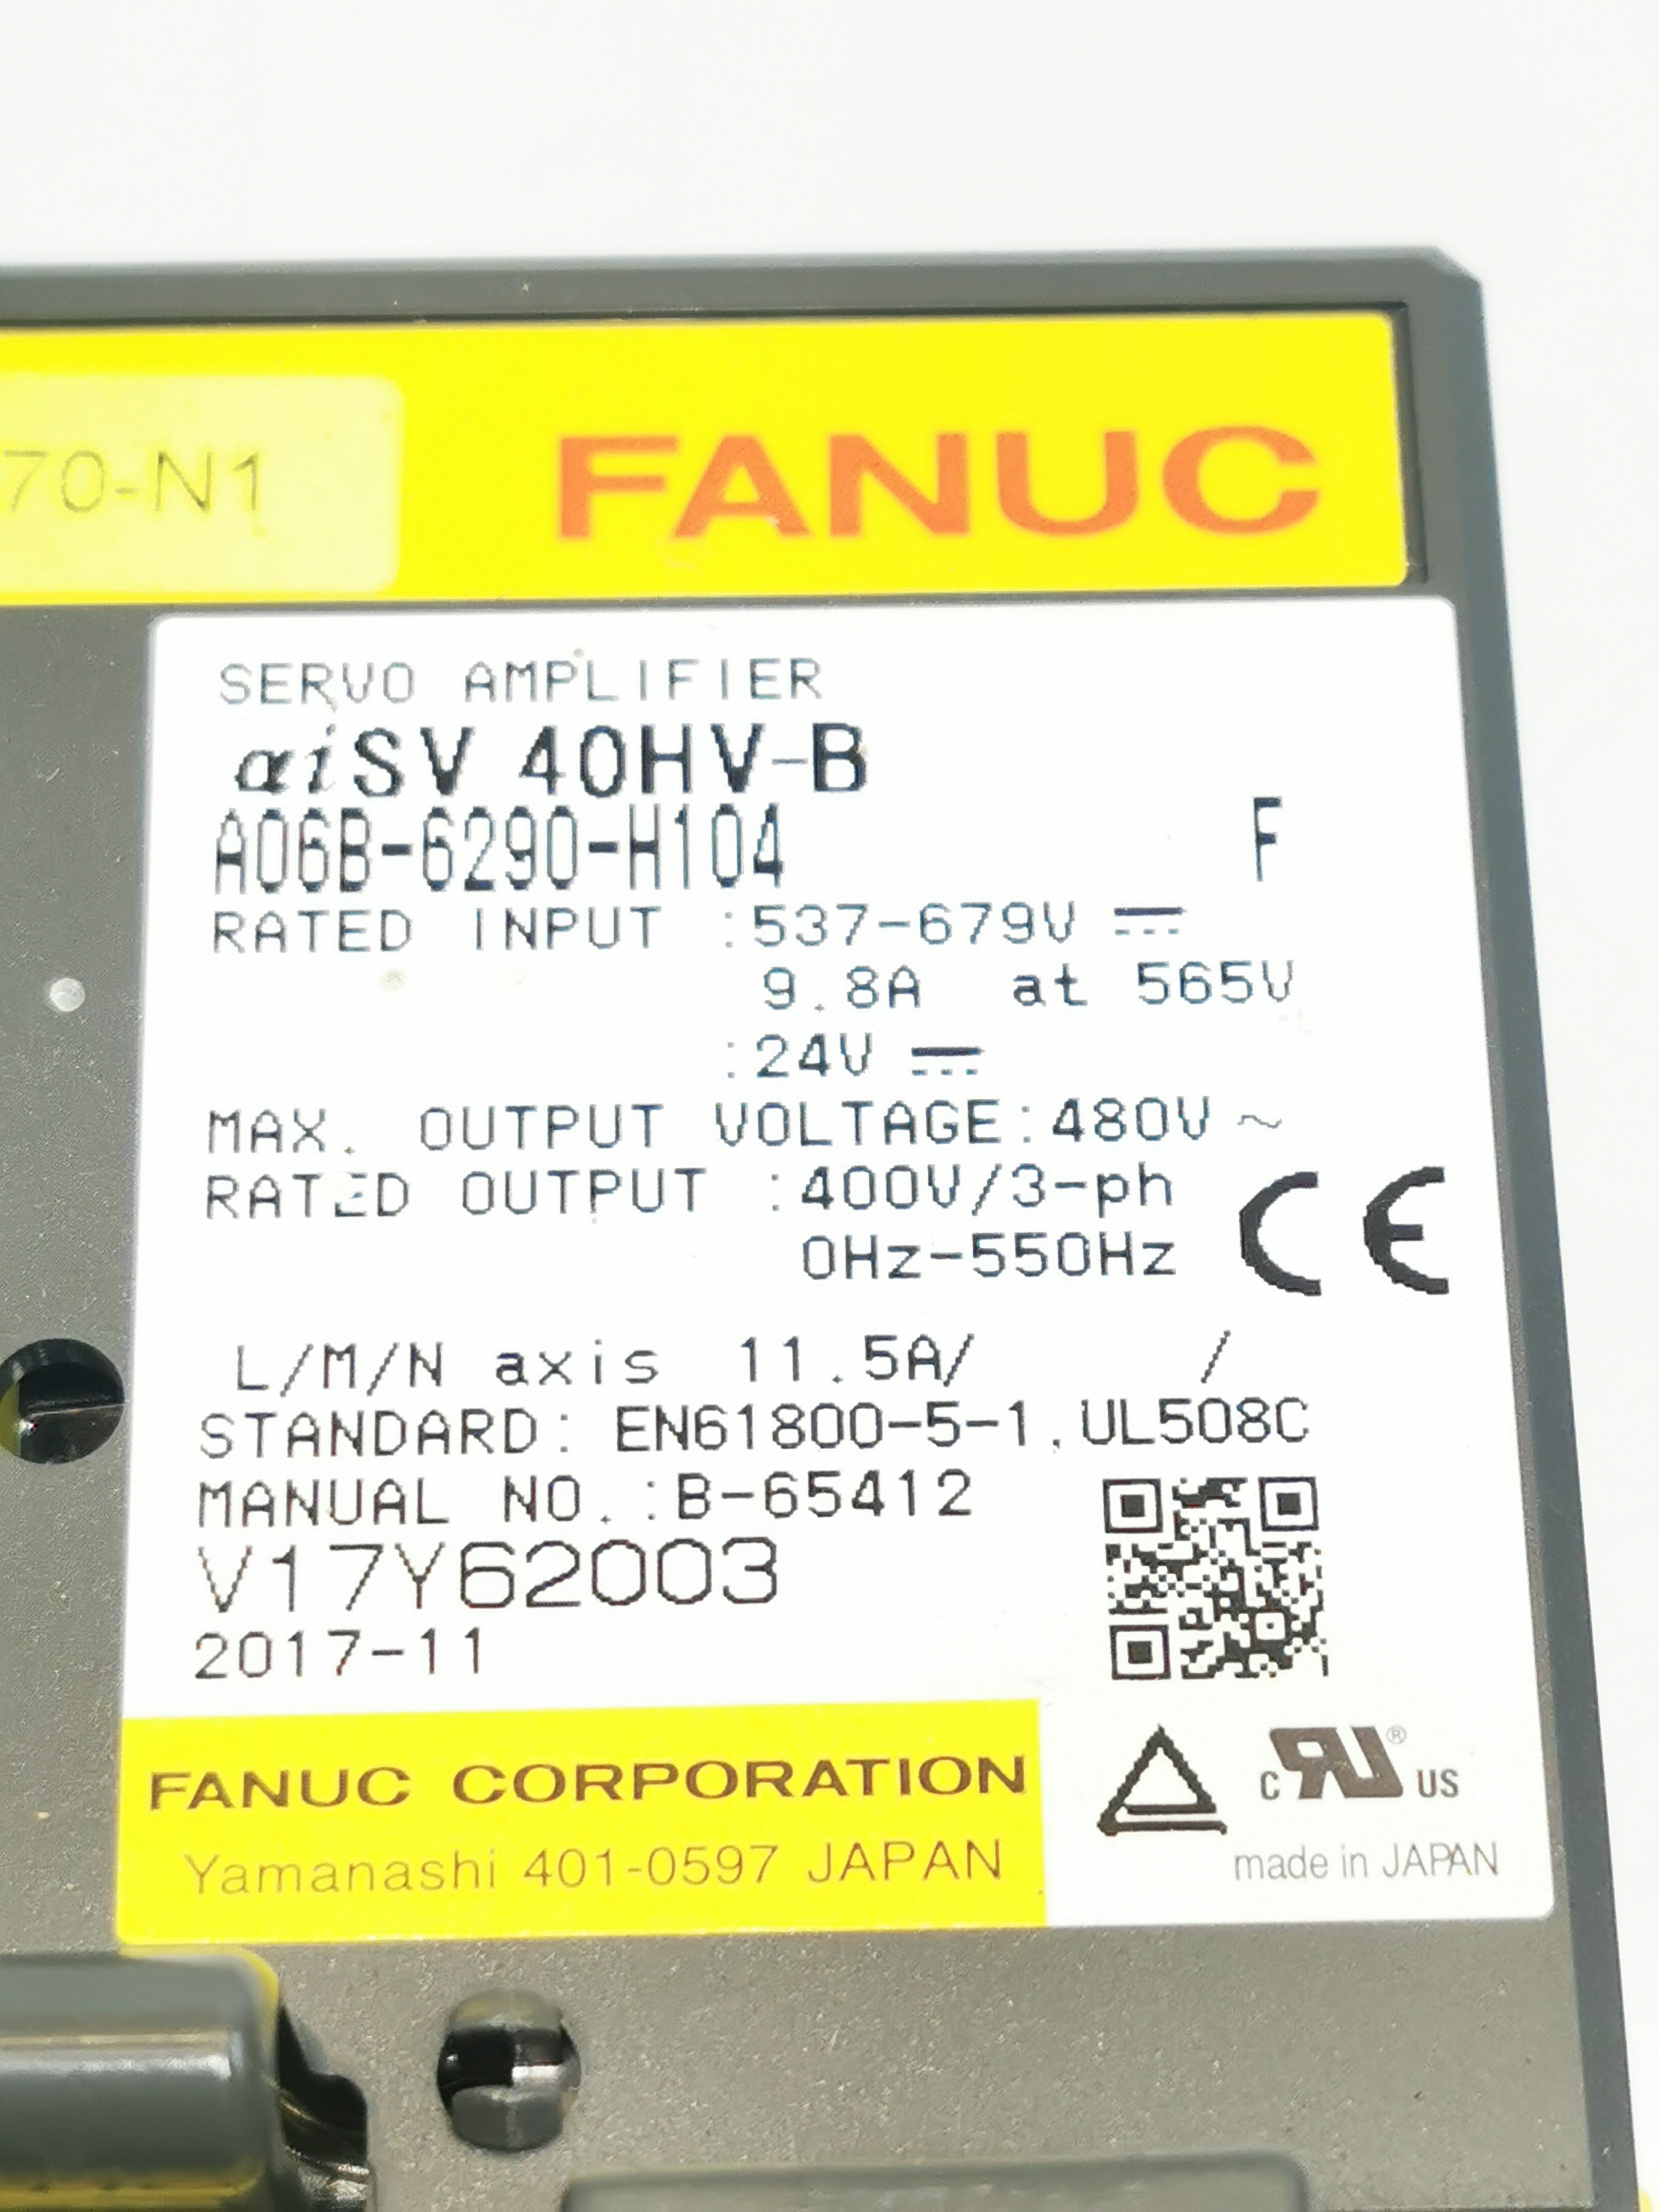 70-N1
FANUC
SERVO AMPLIFIER
αiSV 40HV-B
A06B-6290-H104 F
RATED INPUT :537-679V ⎓
9.8A at 565V
:24V ⎓
MAX. OUTPUT VOLTAGE:480V ~
RATED OUTPUT :400V/3-ph
0Hz-550Hz
CE
L/M/N axis 11.5A/ /
STANDARD: EN61800-5-1,UL508C
MANUAL NO.:B-65412
V17Y62003
2017-11
FANUC CORPORATION
Yamanashi 401-0597 JAPAN
c RU ® US
made in JAPAN